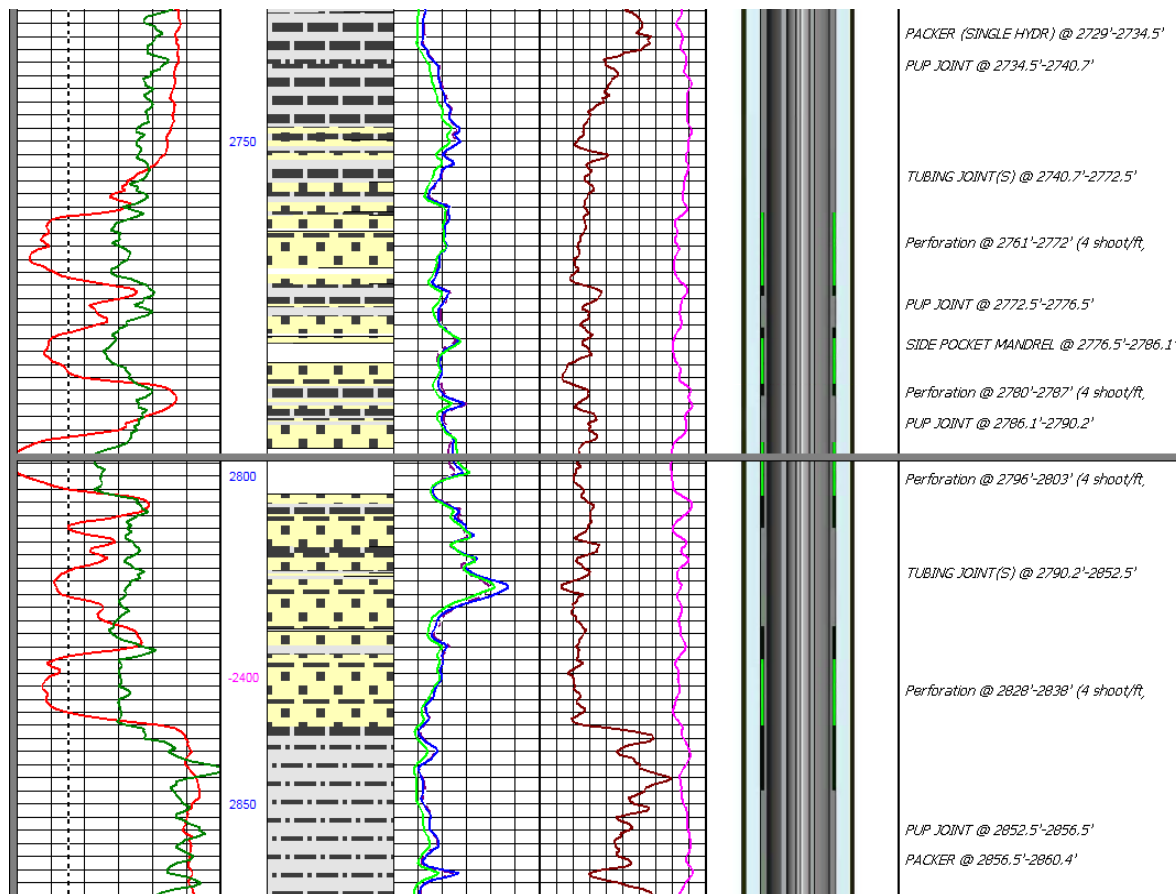 PACKER (SINGLE HYDR) @ 2729'-2734.5'
PUP JOINT @ 2734.5'-2740.7'
2750
TUBING JOINT(S) @ 2740.7'-2772.5'
Perforation @ 2761'-2772' (4 shoot/ft,
PUP JOINT @ 2772.5'-2776.5'
SIDE POCKET MANDREL @ 2776.5'-2786.1'
Perforation @ 2780'-2787' (4 shoot/ft,
PUP JOINT @ 2786.1'-2790.2'
2800
Perforation @ 2796'-2803' (4 shoot/ft,
TUBING JOINT(S) @ 2790.2'-2852.5'
-2400
Perforation @ 2828'-2838' (4 shoot/ft,
2850
PUP JOINT @ 2852.5'-2856.5'
PACKER @ 2856.5'-2860.4'